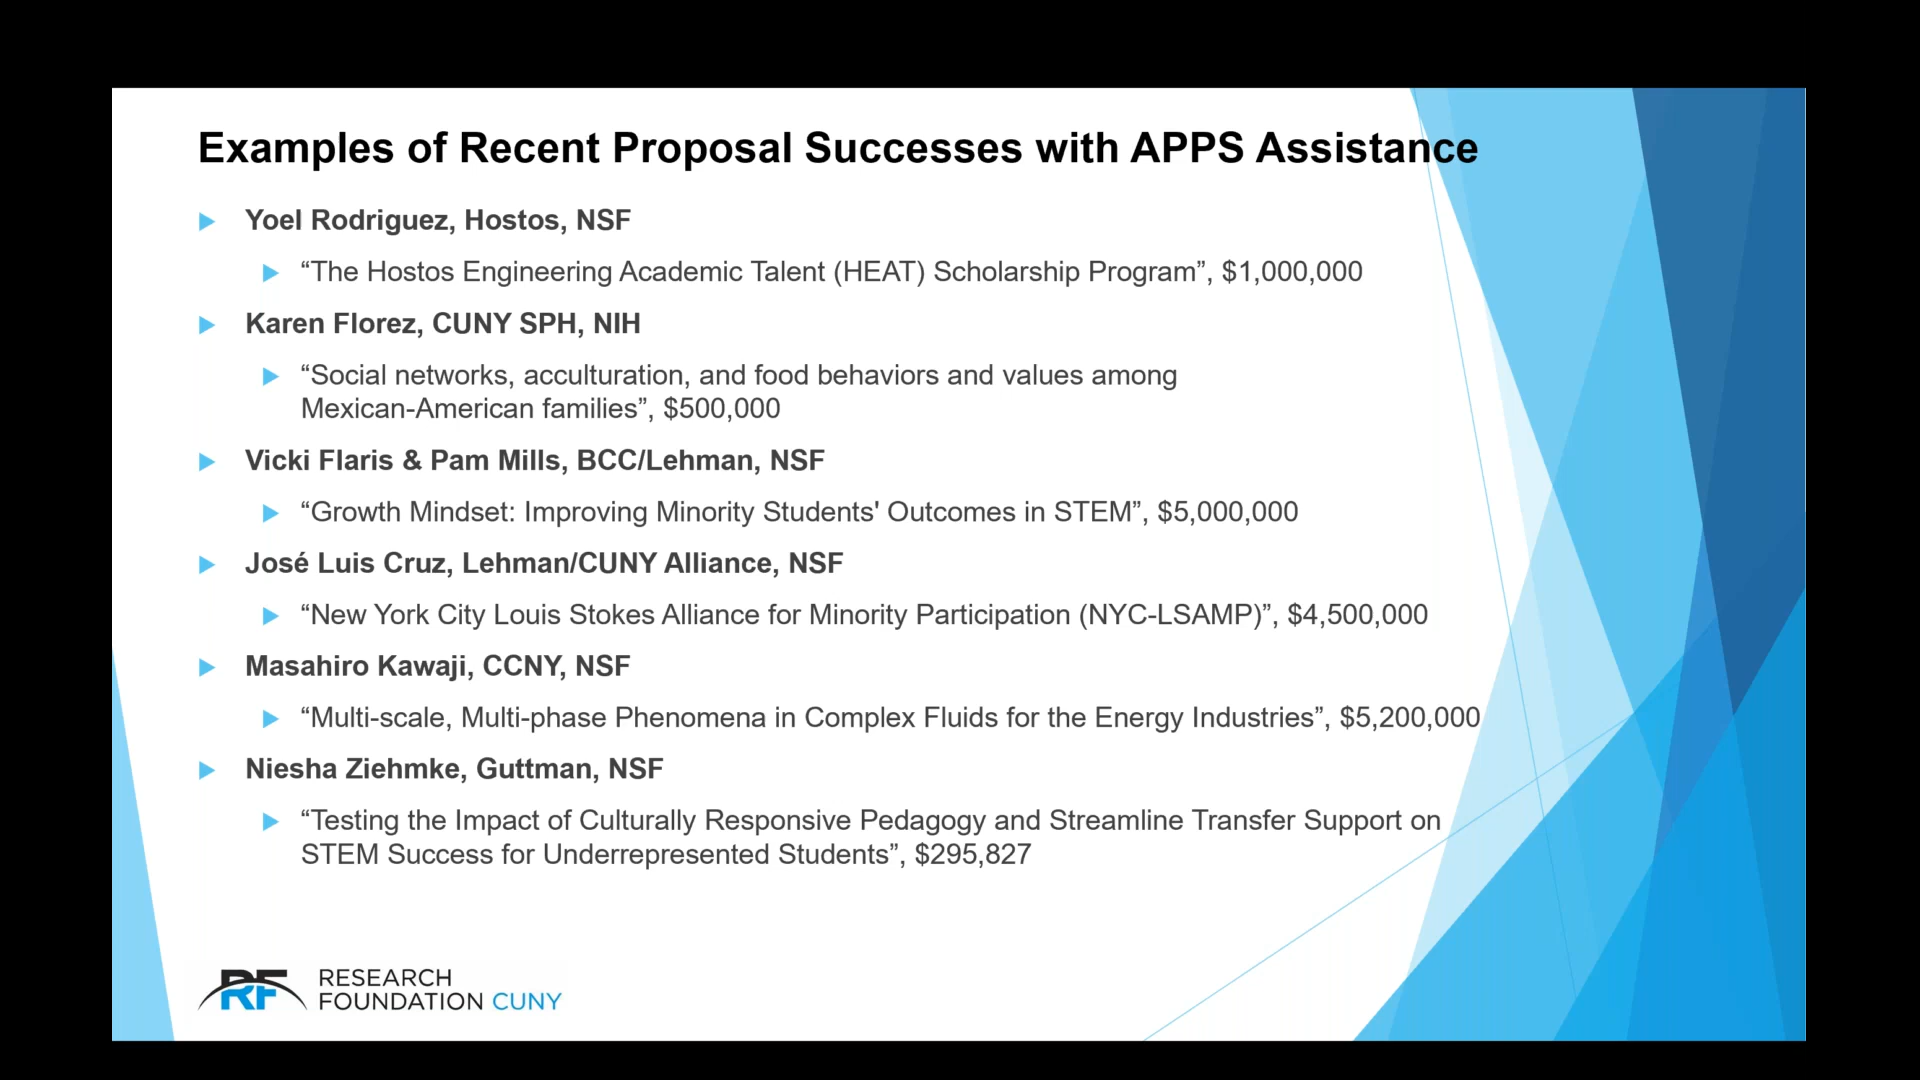 Examples of Recent Proposal Successes with APPS Assistance
Yoel Rodriguez, Hostos, NSF
“The Hostos Engineering Academic Talent (HEAT) Scholarship Program”, $1,000,000
Karen Florez, CUNY SPH, NIH
“Social networks, acculturation, and food behaviors and values among
Mexican-American families”, $500,000
Vicki Flaris & Pam Mills, BCC/Lehman, NSF
“Growth Mindset: Improving Minority Students' Outcomes in STEM”, $5,000,000
José Luis Cruz, Lehman/CUNY Alliance, NSF
“New York City Louis Stokes Alliance for Minority Participation (NYC-LSAMP)”, $4,500,000
Masahiro Kawaji, CCNY, NSF
“Multi-scale, Multi-phase Phenomena in Complex Fluids for the Energy Industries”, $5,200,000
Niesha Ziehmke, Guttman, NSF
“Testing the Impact of Culturally Responsive Pedagogy and Streamline Transfer Support on
STEM Success for Underrepresented Students”, $295,827
RF
RESEARCH
FOUNDATION CUNY